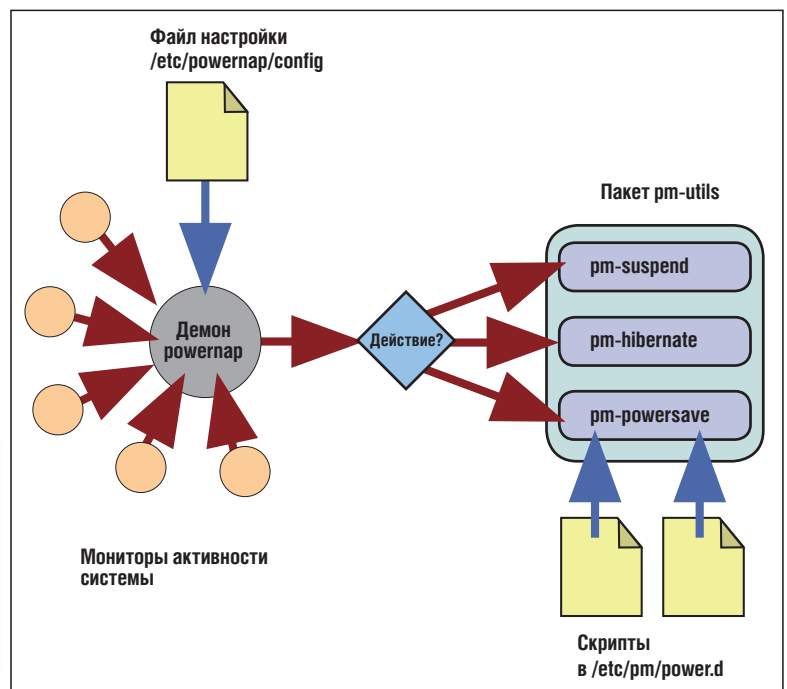 Файл настройки
/etc/powernap/config
Пакет pm-utils
pm-suspend
Демон
powernap
Действие?
pm-hibernate
pm-powersave
Мониторы активности
системы
Скрипты
в /etc/pm/power.d